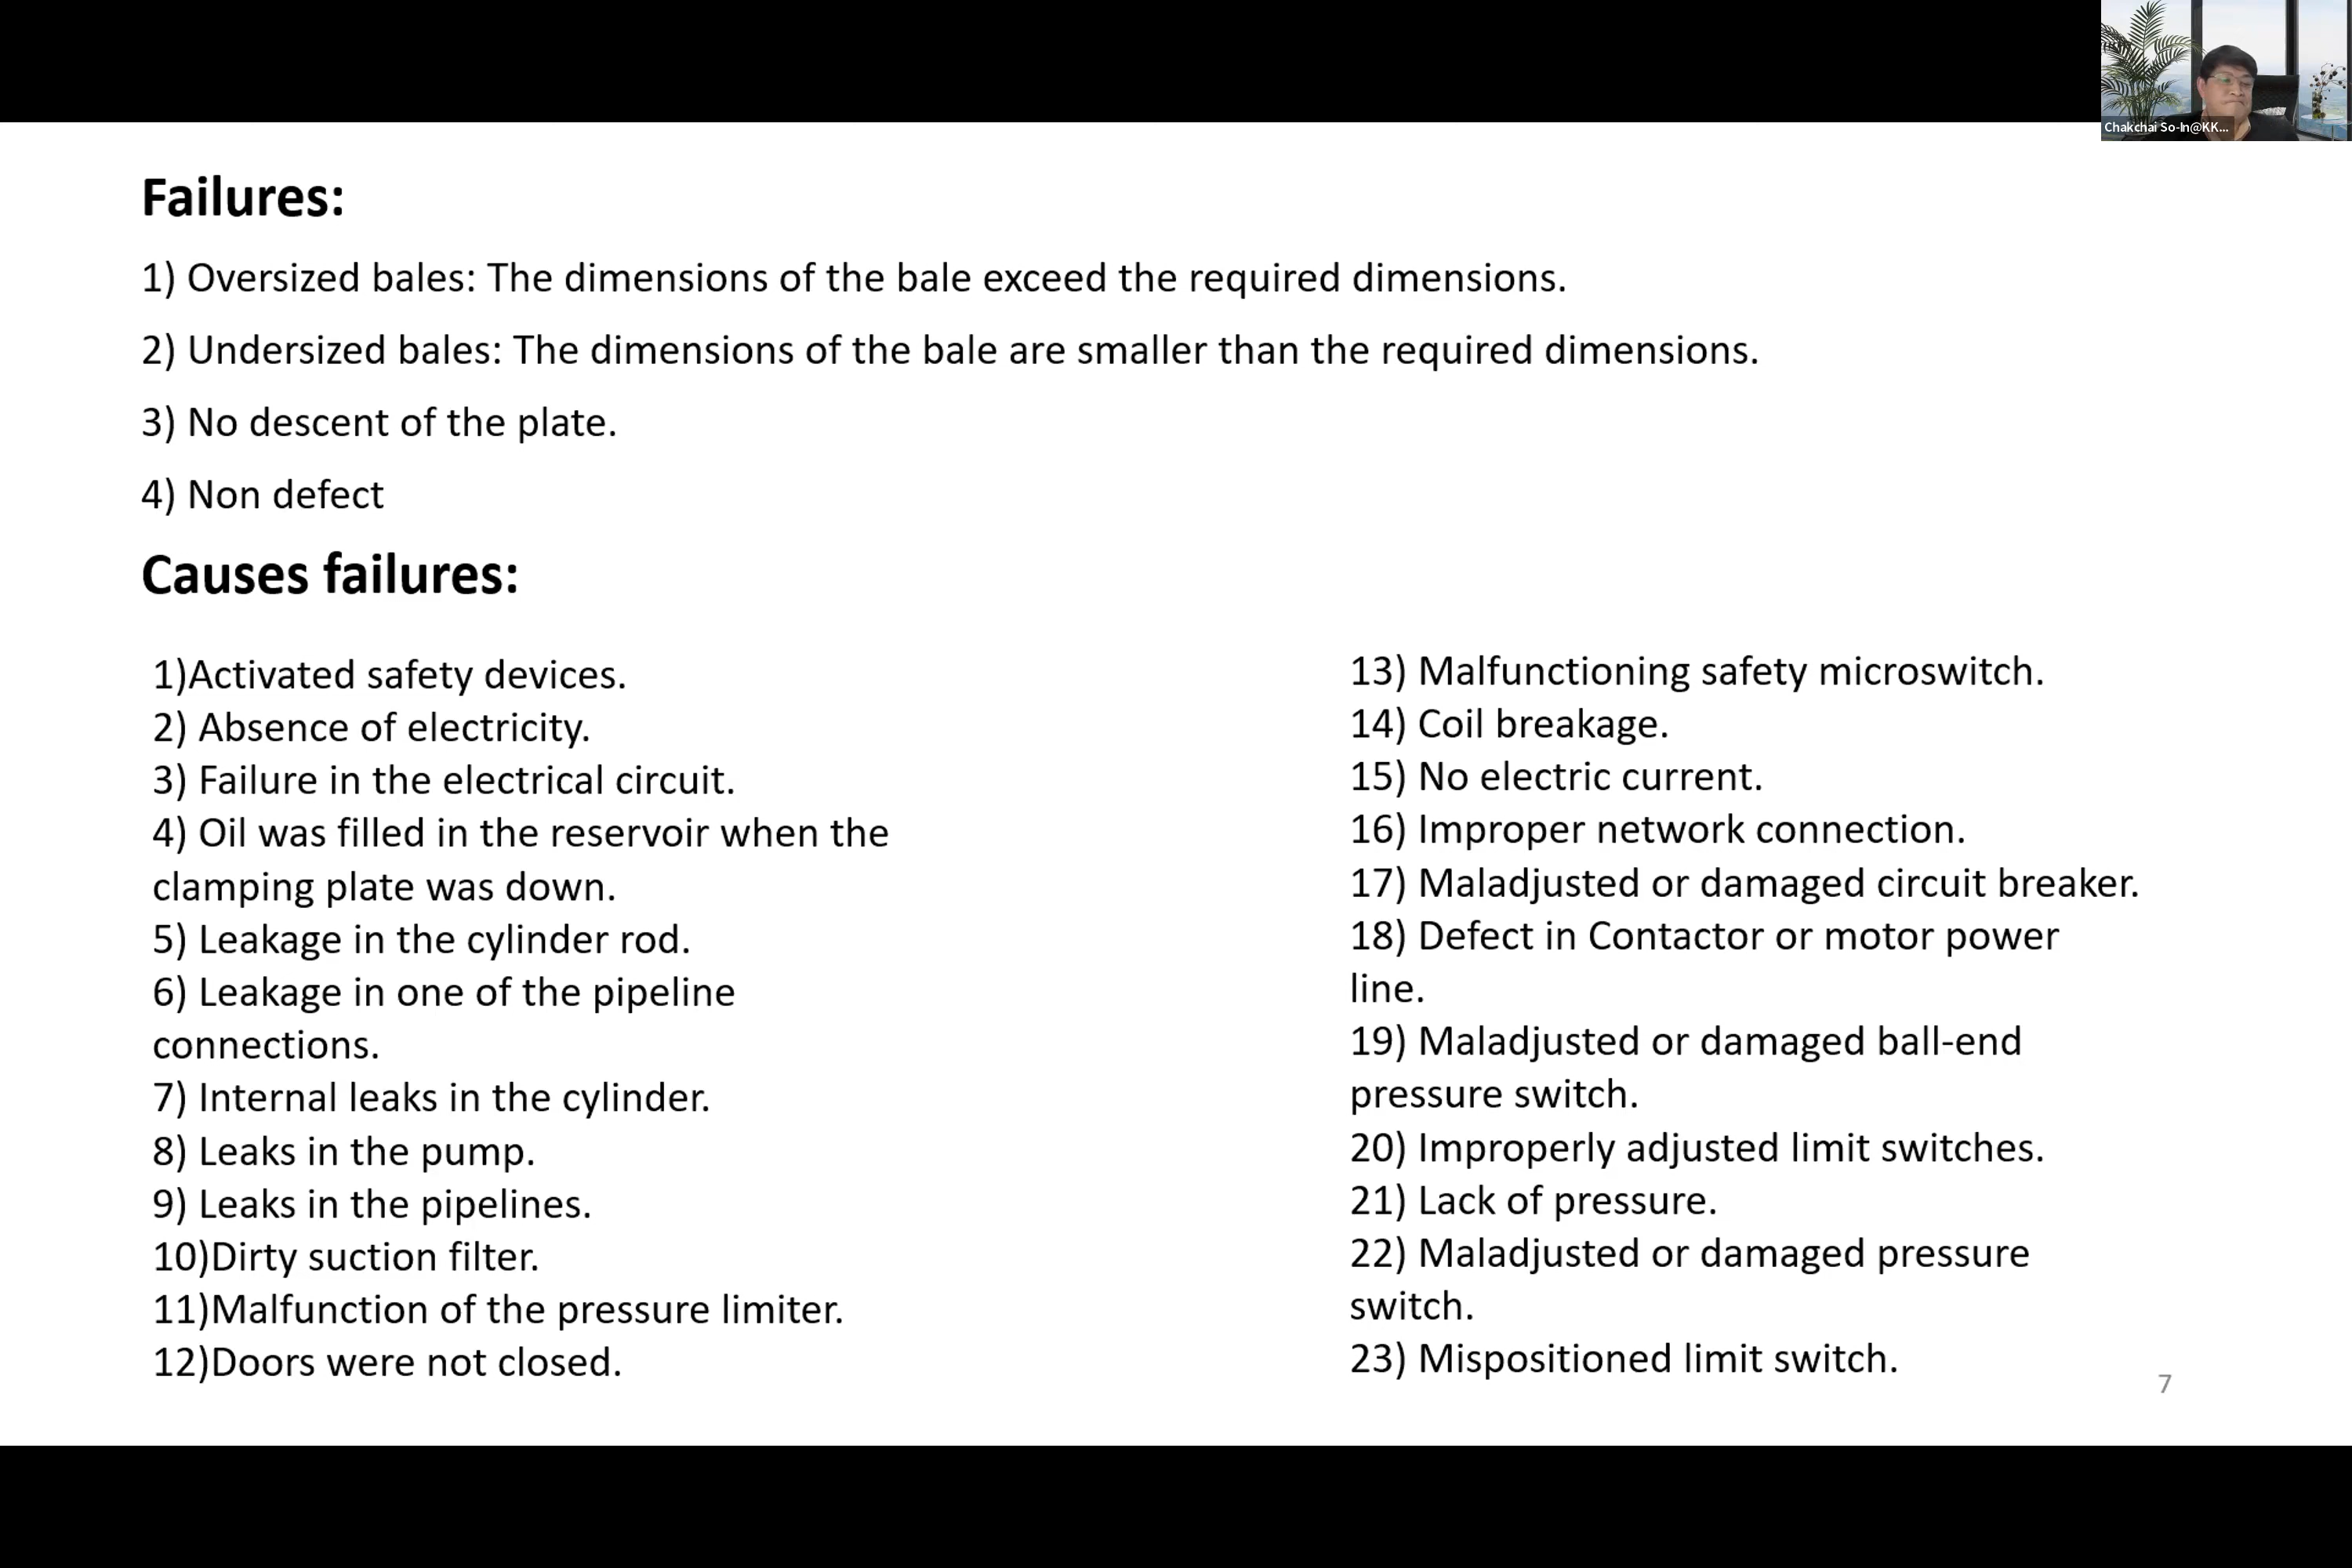 Chakchai So-In@KK...
Failures:
1) Oversized bales: The dimensions of the bale exceed the required dimensions.
2) Undersized bales: The dimensions of the bale are smaller than the required dimensions.
3) No descent of the plate.
4) Non defect
Causes failures:
1)Activated safety devices.
2) Absence of electricity.
3) Failure in the electrical circuit.
4) Oil was filled in the reservoir when the
clamping plate was down.
5) Leakage in the cylinder rod.
6) Leakage in one of the pipeline
connections.
7) Internal leaks in the cylinder.
8) Leaks in the pump.
9) Leaks in the pipelines.
10)Dirty suction filter.
11)Malfunction of the pressure limiter.
12)Doors were not closed.
13) Malfunctioning safety microswitch.
14) Coil breakage.
15) No electric current.
16) Improper network connection.
17) Maladjusted or damaged circuit breaker.
18) Defect in Contactor or motor power
line.
19) Maladjusted or damaged ball-end
pressure switch.
20) Improperly adjusted limit switches.
21) Lack of pressure.
22) Maladjusted or damaged pressure
switch.
23) Mispositioned limit switch.
7